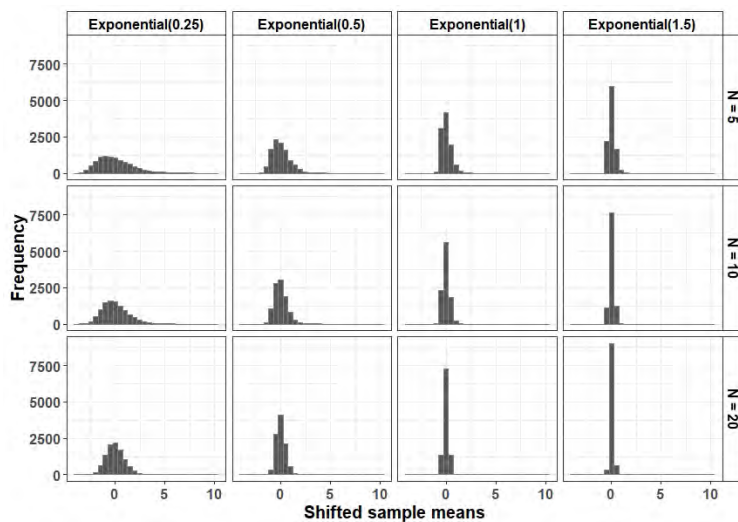 Exponential(0.25) Exponential(0.5) Exponential(1) Exponential(1.5)
7500
5000
2500
0
N = 5
7500
5000
2500
0
N = 10
7500
5000
2500
0
N = 20
Frequency
0 5 10 0 5 10 0 5 10 0 5 10
Shifted sample means